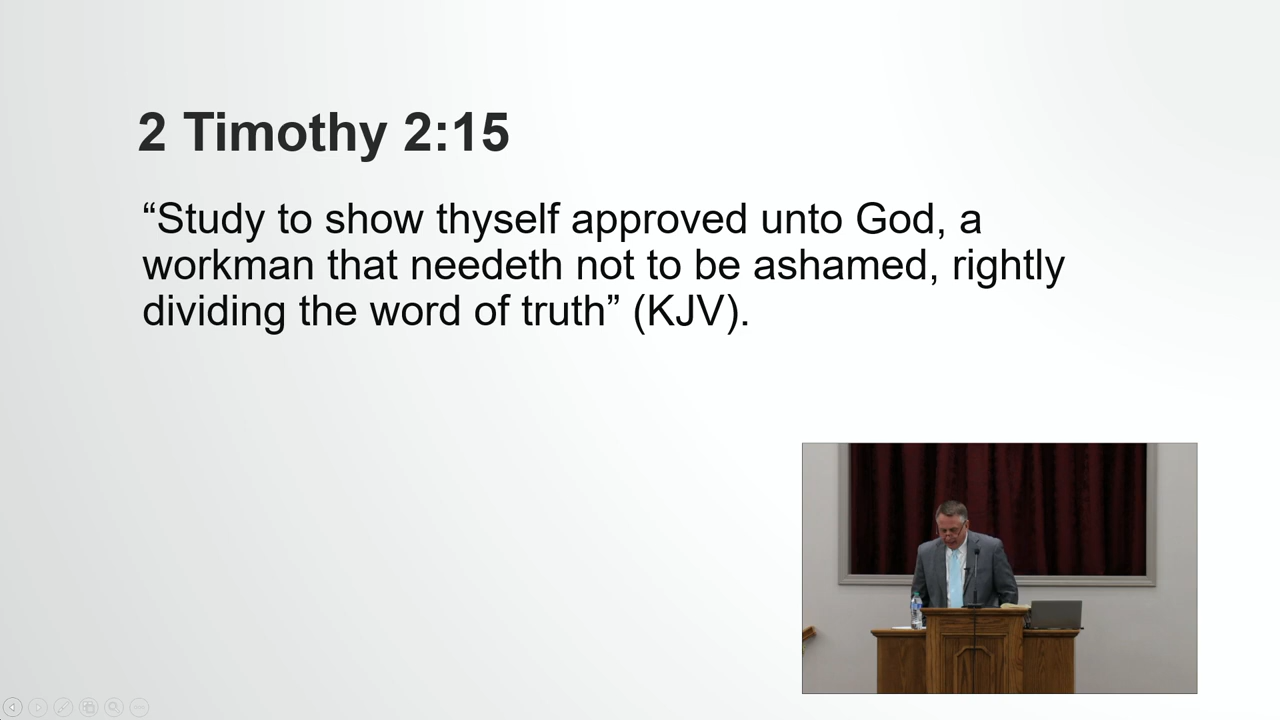 2 Timothy 2:15
“Study to show thyself approved unto God, a
workman that needeth not to be ashamed, rightly
dividing the word of truth” (KJV).